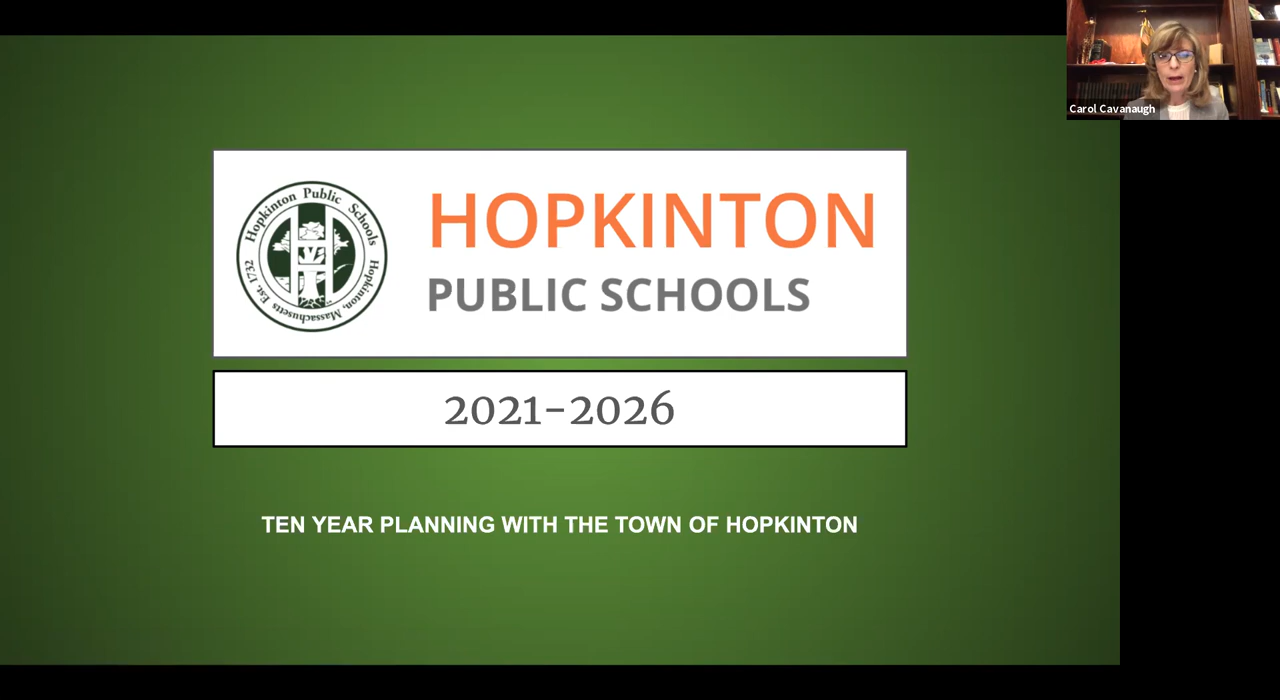 Carol Cavanaugh
Hopkinton Public Schools
Hopkinton, Massachusetts Est. 1732
HOPKINTON
PUBLIC SCHOOLS
2021-2026
TEN YEAR PLANNING WITH THE TOWN OF HOPKINTON